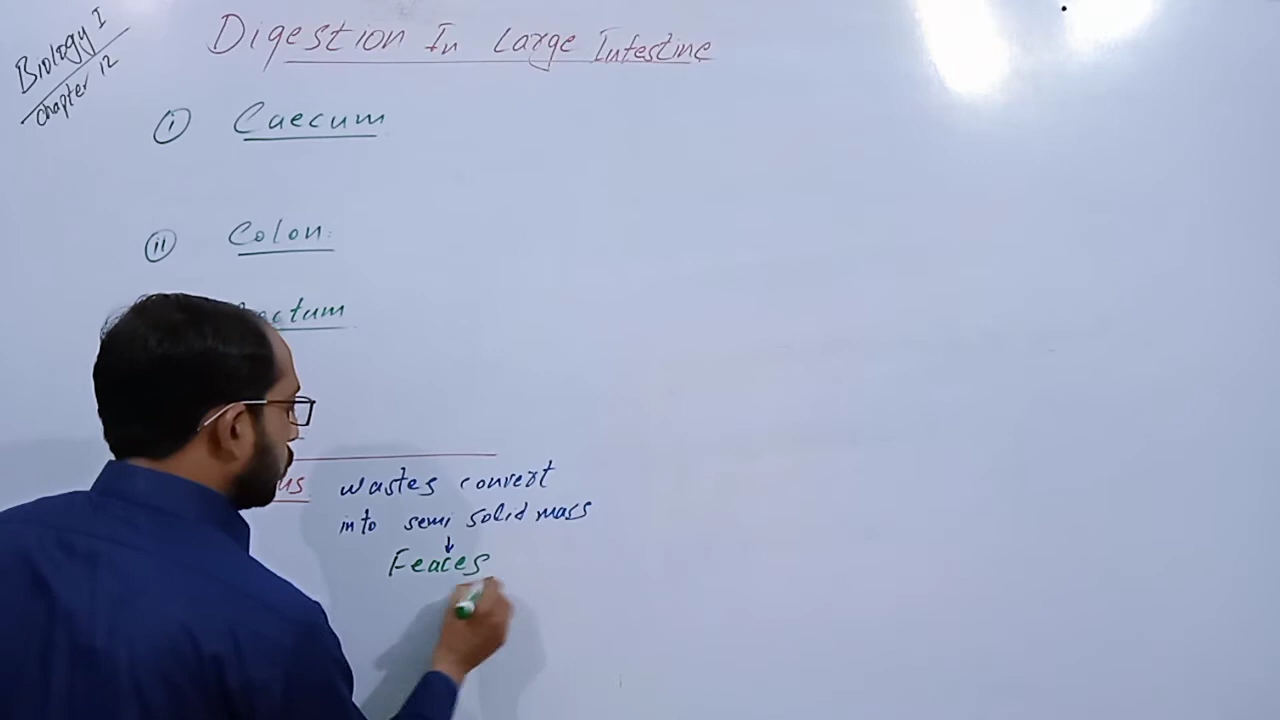 Biology I
chapter 12
Digestion In Large Intestine
i Caecum
ii Colon:
wastes convert
into semi solid mass
↓
Feaces